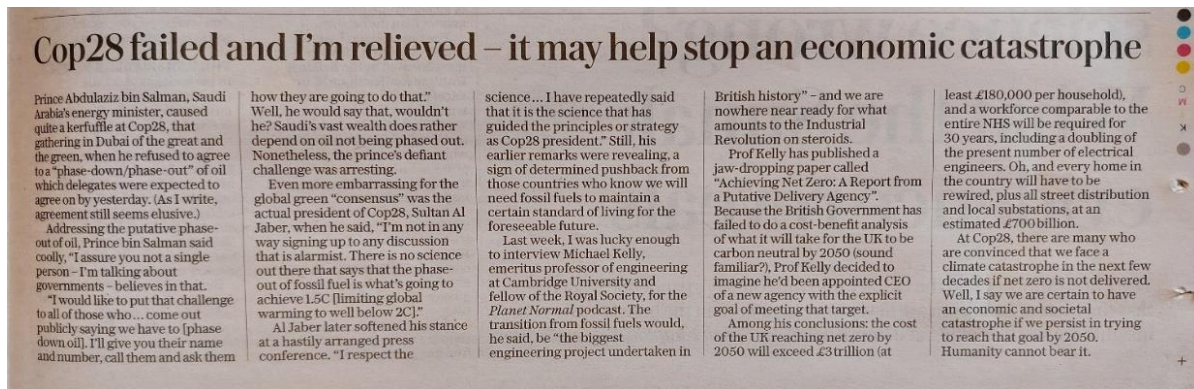 Cop28 failed and I'm relieved – it may help stop an economic catastrophe
Prince Abdulaziz bin Salman, Saudi
Arabia's energy minister, caused
quite a kerfuffle at Cop28, that
gathering in Dubai of the great and
the green, when he refused to agree
to a "phase-down/phase-out" of oil
which delegates were expected to
agree on by yesterday. (As I write,
agreement still seems elusive.)
Addressing the putative phase-
out of oil, Prince bin Salman said
coolly, "I assure you not a single
person – I'm talking about
governments – believes in that.
"I would like to put that challenge
to all of those who... come out
publicly saying we have to [phase
down oil]. I'll give you their name
and number, call them and ask them
how they are going to do that."
Well, he would say that, wouldn't
he? Saudi's vast wealth does rather
depend on oil not being phased out.
Nonetheless, the prince's defiant
challenge was arresting.
Even more embarrassing for the
global green "consensus" was the
actual president of Cop28, Sultan Al
Jaber, when he said, "I'm not in any
way signing up to any discussion
that is alarmist. There is no science
out there that says that the phase-
out of fossil fuel is what's going to
achieve 1.5C [limiting global
warming to well below 2C]."
Al Jaber later softened his stance
at a hastily arranged press
conference. "I respect the
science... I have repeatedly said
that it is the science that has
guided the principles or strategy
as Cop28 president." Still, his
earlier remarks were revealing, a
sign of determined pushback from
those countries who know we will
need fossil fuels to maintain a
certain standard of living for the
foreseeable future.
Last week, I was lucky enough
to interview Michael Kelly,
emeritus professor of engineering
at Cambridge University and
fellow of the Royal Society, for the
Planet Normal podcast. The
transition from fossil fuels would,
he said, be "the biggest
engineering project undertaken in
British history" – and we are
nowhere near ready for what
amounts to the Industrial
Revolution on steroids.
Prof Kelly has published a
jaw-dropping paper called
"Achieving Net Zero: A Report from
a Putative Delivery Agency".
Because the British Government has
failed to do a cost-benefit analysis
of what it will take for the UK to be
carbon neutral by 2050 (sound
familiar?), Prof Kelly decided to
imagine he'd been appointed CEO
of a new agency with the explicit
goal of meeting that target.
Among his conclusions: the cost
of the UK reaching net zero by
2050 will exceed £3 trillion (at
least £180,000 per household),
and a workforce comparable to the
entire NHS will be required for
30 years, including a doubling of
the present number of electrical
engineers. Oh, and every home in
the country will have to be
rewired, plus all street distribution
and local substations, at an
estimated £700 billion.
At Cop28, there are many who
are convinced that we face a
climate catastrophe in the next few
decades if net zero is not delivered.
Well, I say we are certain to have
an economic and societal
catastrophe if we persist in trying
to reach that goal by 2050.
Humanity cannot bear it.
C
M
K